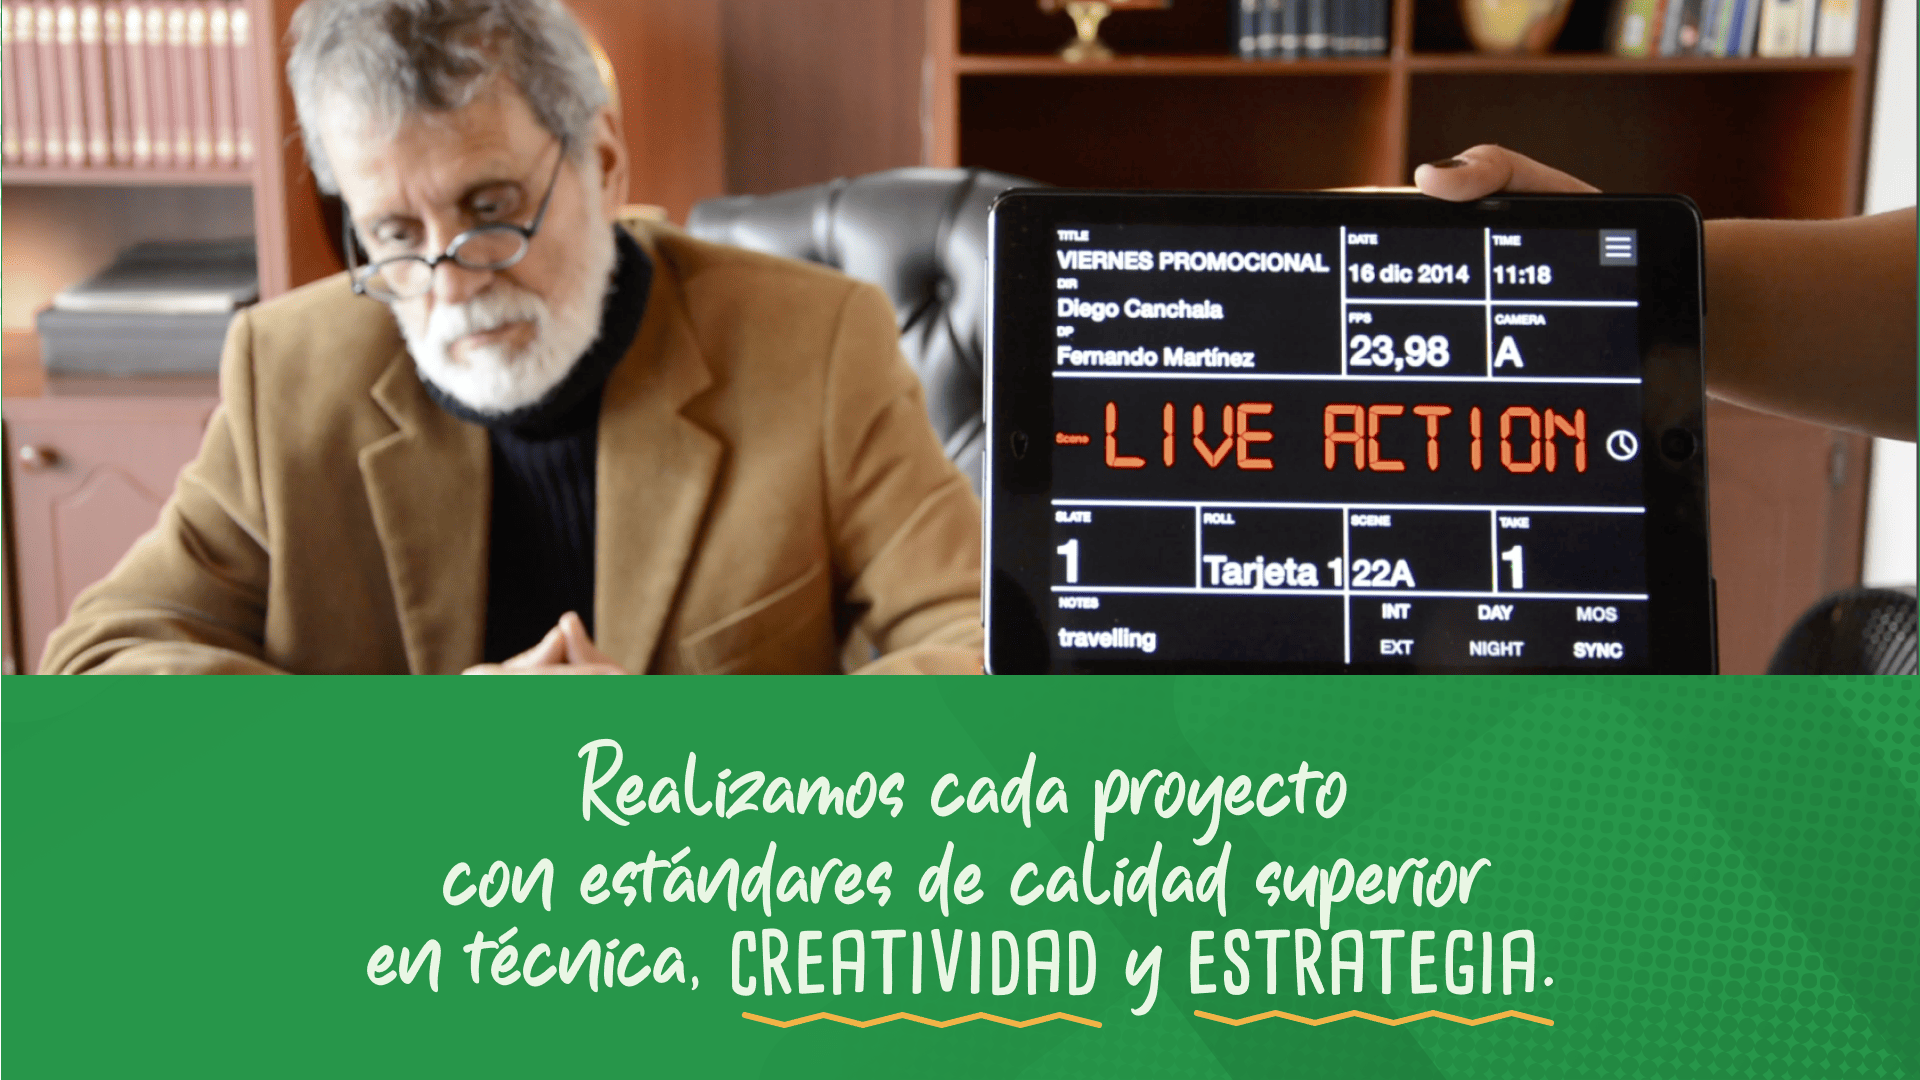 TITLE
VIERNES PROMOCIONAL
DIR
Diego Canchala
DP
Fernando Martínez
DATE
16 dic 2014
TIME
11:18
FPS
23,98
CAMERA
A
Scene
LIVE ACTION
SLATE
1
ROLL
Tarjeta 1
SCENE
22A
TAKE
1
NOTES
travelling
INT DAY MOS
EXT NIGHT SYNC
Realizamos cada proyecto
con estándares de calidad superior
en técnica, CREATIVIDAD y ESTRATEGIA.